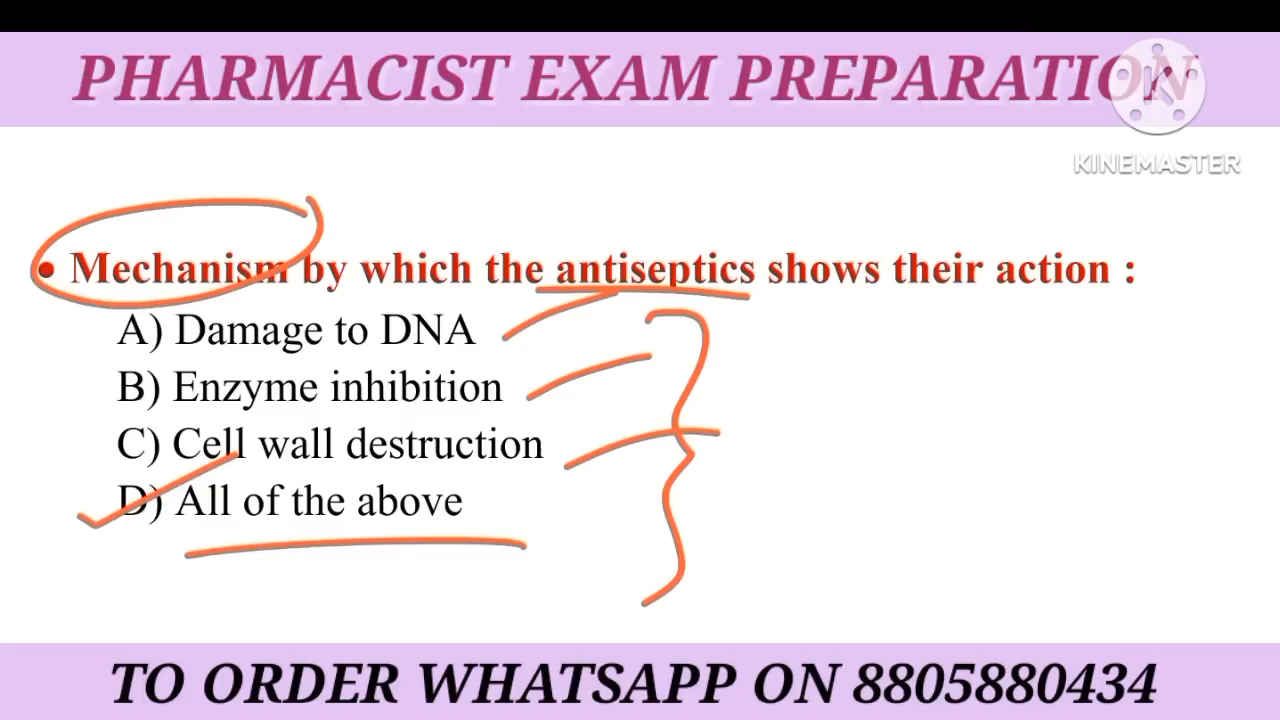 PHARMACIST EXAM PREPARATION
KINEMASTER
• Mechanism by which the antiseptics shows their action :
A) Damage to DNA
B) Enzyme inhibition
C) Cell wall destruction
D) All of the above
TO ORDER WHATSAPP ON 8805880434